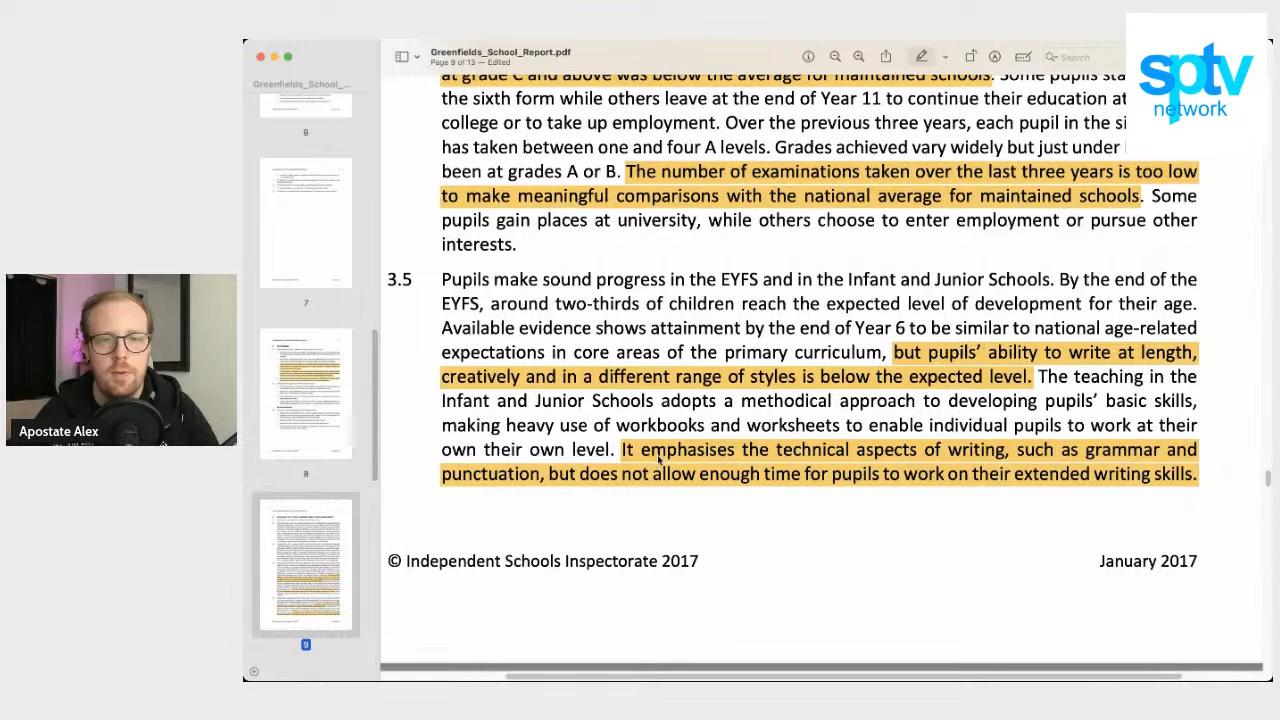 Greenfields_School_Report.pdf
Page 9 of 13 — Edited
Search
sptv
network
Greenfields_School_-...
6
7
8
9
Apostate Alex
at grade C and above was below the average for maintained schools. Some pupils sta
the sixth form while others leave at the end of Year 11 to continue their education at
college or to take up employment. Over the previous three years, each pupil in the si
has taken between one and four A levels. Grades achieved vary widely but just under
been at grades A or B. The number of examinations taken over the last three years is too low
to make meaningful comparisons with the national average for maintained schools. Some
pupils gain places at university, while others choose to enter employment or pursue other
interests.
3.5 Pupils make sound progress in the EYFS and in the Infant and Junior Schools. By the end of the
EYFS, around two-thirds of children reach the expected level of development for their age.
Available evidence shows attainment by the end of Year 6 to be similar to national age-related
expectations in some areas of the primary curriculum, but pupils' ability to write at length,
creatively and in different language styles is below the expected level. The teaching in the
Infant and Junior Schools adopts a methodical approach to developing pupils' basic skills,
making heavy use of workbooks and worksheets to enable individual pupils to work at their
own their own level. It emphasises the technical aspects of writing, such as grammar and
punctuation, but does not allow enough time for pupils to work on their extended writing skills.
© Independent Schools Inspectorate 2017
January 2017